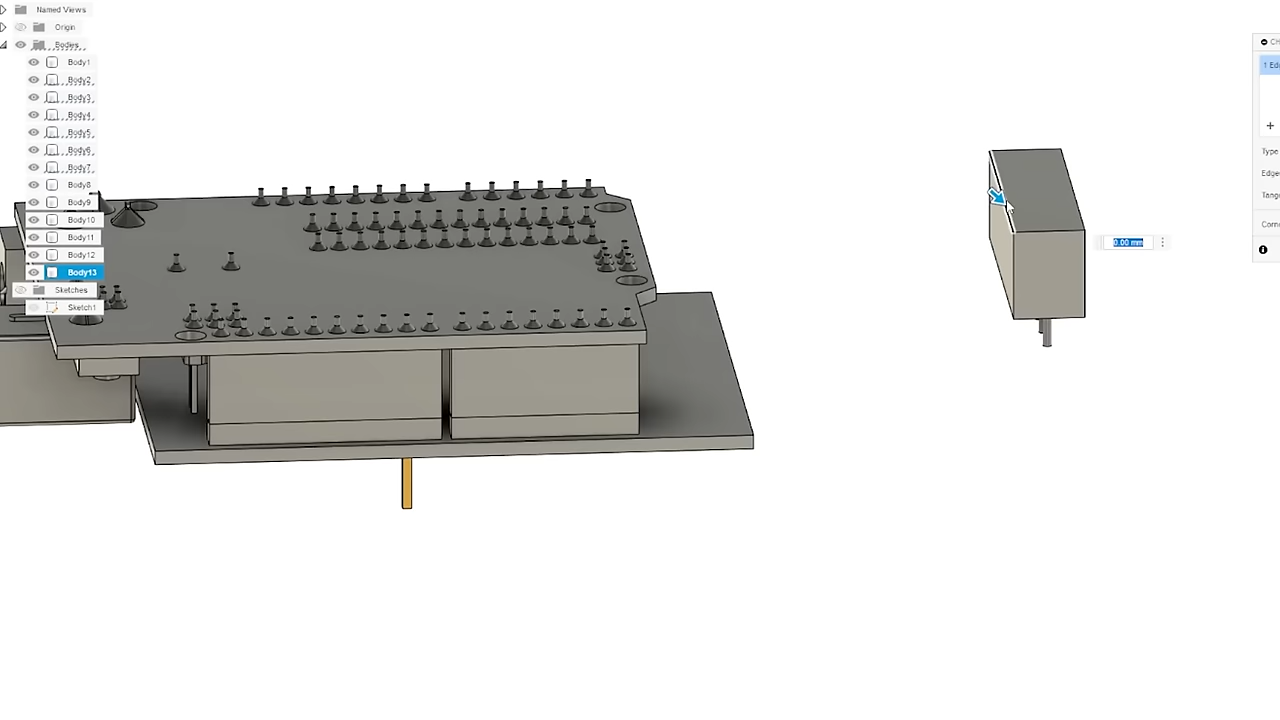 Named Views
Origin
Bodies
Body1
Body2
Body3
Body4
Body5
Body6
Body7
Body8
Body9
Body10
Body11
Body12
Body13
Sketches
Sketch1
1 Ed
Type
Edge
Tang
Corn
0.00 mm